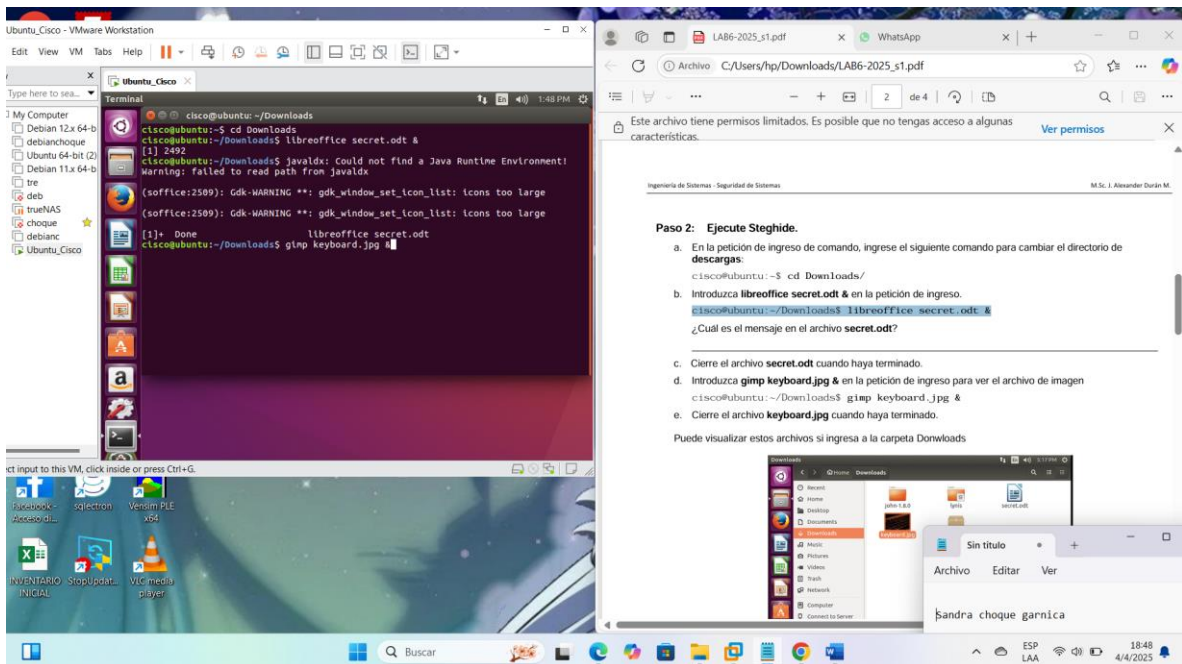 Ubuntu_Cisco - VMware Workstation
Edit View VM Tabs Help
Type here to sea...
My Computer
Debian 12.x 64-b
debianchoque
Ubuntu 64-bit (2)
Debian 11.x 64-b
tre
deb
trueNAS
choque
debianc
Ubuntu_Cisco
Ubuntu_Cisco
Terminal
En
1:48 PM
cisco@ubuntu: ~/Downloads
cisco@ubuntu:~$ cd Downloads
cisco@ubuntu:~/Downloads$ libreoffice secret.odt &
[1] 2492
cisco@ubuntu:~/Downloads$ javaldx: Could not find a Java Runtime Environment!
Warning: failed to read path from javaldx
(soffice:2509): Gdk-WARNING **: gdk_window_set_icon_list: icons too large
(soffice:2509): Gdk-WARNING **: gdk_window_set_icon_list: icons too large
[1]+ Done libreoffice secret.odt
cisco@ubuntu:~/Downloads$ gimp keyboard.jpg &
ect input to this VM, click inside or press Ctrl+G.
Facebook - Acceso di...
sqlectron
Vensim PLE x64
INVENTARIO INICIAL
StopUpdat...
VLC media player
LAB6-2025_s1.pdf
WhatsApp
Archivo C:/Users/hp/Downloads/LAB6-2025_s1.pdf
2 de 4
Este archivo tiene permisos limitados. Es posible que no tengas acceso a algunas
características.
Ver permisos
Ingeniería de Sistemas - Seguridad de Sistemas
M.Sc. J. Alexander Durán M.
Paso 2: Ejecute Steghide.
a. En la petición de ingreso de comando, ingrese el siguiente comando para cambiar el directorio de
descargas:
cisco@ubuntu:~$ cd Downloads/
b. Introduzca libreoffice secret.odt & en la petición de ingreso.
cisco@ubuntu:~/Downloads$ libreoffice secret.odt &
¿Cuál es el mensaje en el archivo secret.odt?
c. Cierre el archivo secret.odt cuando haya terminado.
d. Introduzca gimp keyboard.jpg & en la petición de ingreso para ver el archivo de imagen
cisco@ubuntu:~/Downloads$ gimp keyboard.jpg &
e. Cierre el archivo keyboard.jpg cuando haya terminado.
Puede visualizar estos archivos si ingresa a la carpeta Donwloads
Downloads
Home Downloads
Recent
Home
Desktop
Documents
Downloads
Music
Pictures
Videos
Trash
Network
Computer
Connect to Server
john-1.8.0
lynis
secret.odt
keyboard.jpg
Sin título
Archivo Editar Ver
Sandra choque garnica
Buscar
ESP
LAA
18:48
4/4/2025